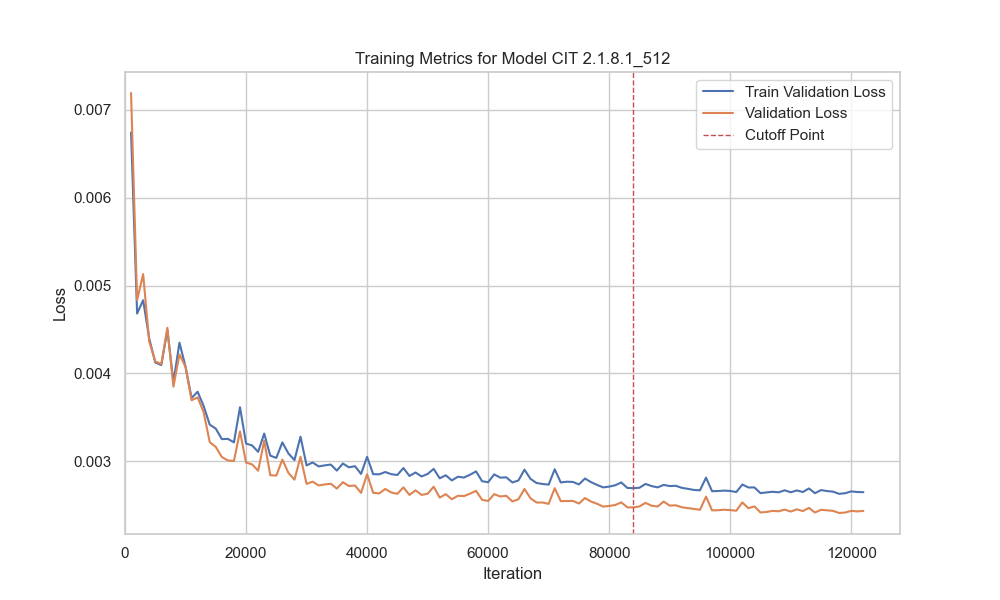 Training Metrics for Model CIT 2.1.8.1_512
Train Validation Loss
Validation Loss
Cutoff Point
0.007
0.006
0.005
0.004
0.003
Loss
0
20000
40000
60000
80000
100000
120000
Iteration